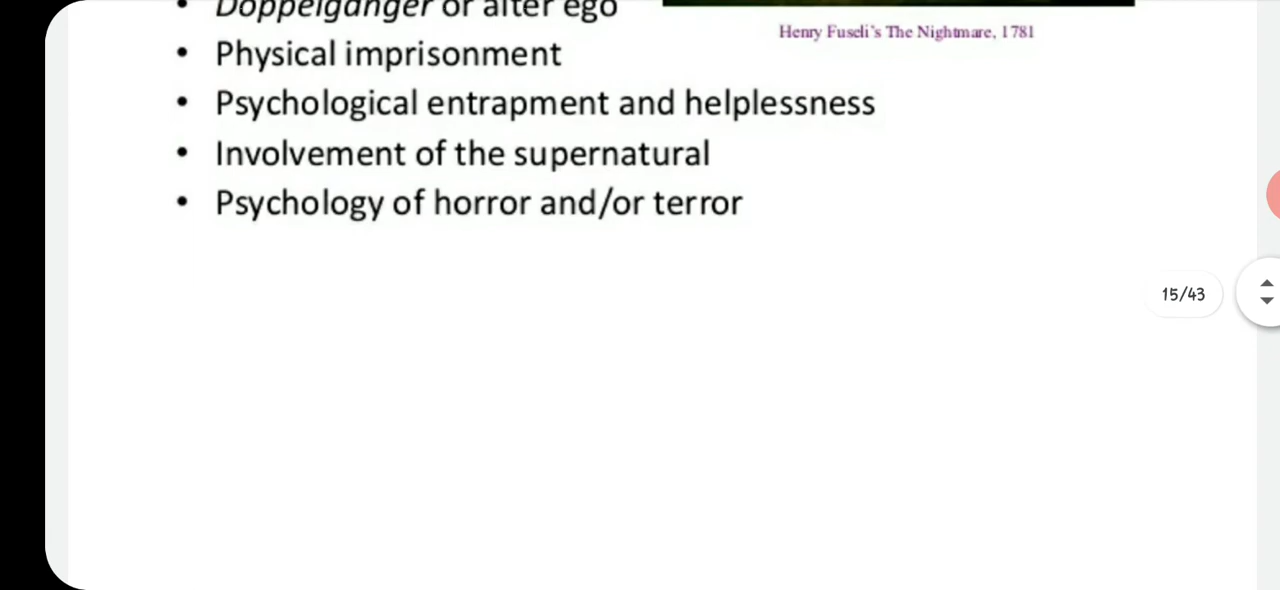 • Doppelgänger or alter ego
Henry Fuseli's The Nightmare, 1781
• Physical imprisonment
• Psychological entrapment and helplessness
• Involvement of the supernatural
• Psychology of horror and/or terror
15/43